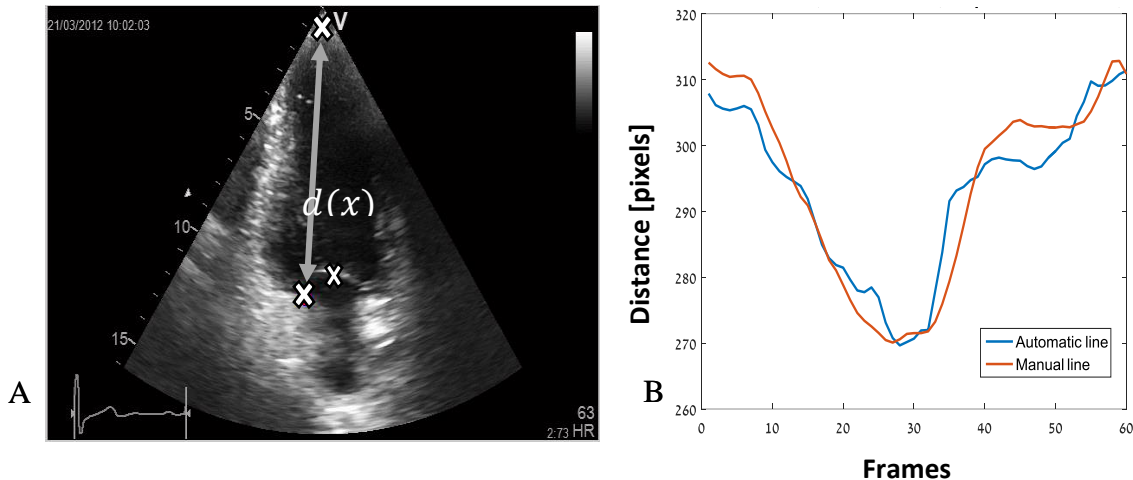 21/03/2012 10:02:03
V
5
d(x)
10
15
A
63
2:73 HR
320
310
300
290
280
270
260
Distance [pixels]
Automatic line
Manual line
B
0 10 20 30 40 50 60
Frames